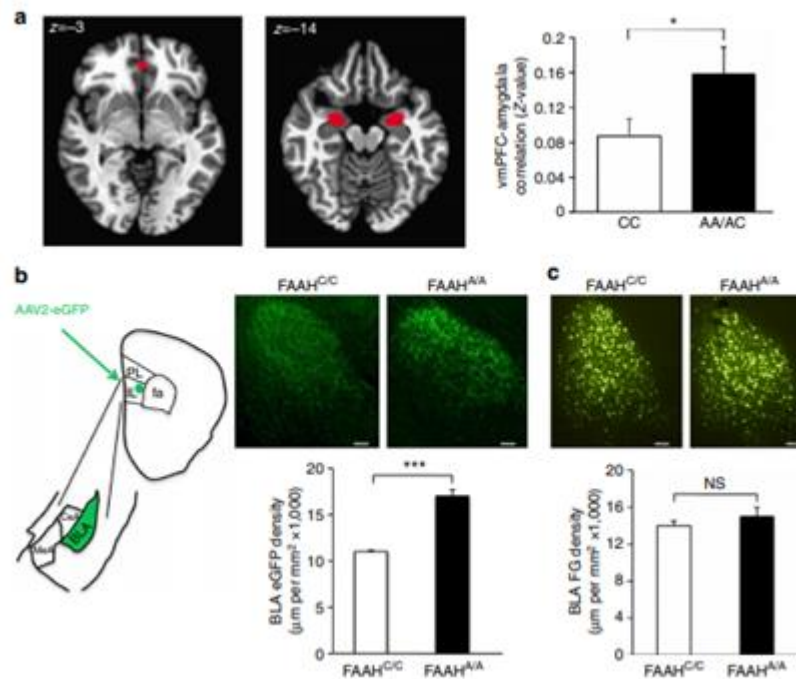 a
z=–3
z=–14
*
0.2
0.16
0.12
0.08
0.04
0
vmPFC-amygdala
correlation (Z-value)
CC
AA/AC
b
AAV2-eGFP
PL
IL
fa
CeA
BLA
MeA
FAAH^C/C
FAAH^A/A
***
20
15
10
5
0
BLA eGFP density
(μm per mm² ×1,000)
FAAH^C/C
FAAH^A/A
c
FAAH^C/C
FAAH^A/A
NS
20
16
12
8
4
0
BLA FG density
(μm per mm² ×1,000)
FAAH^C/C
FAAH^A/A